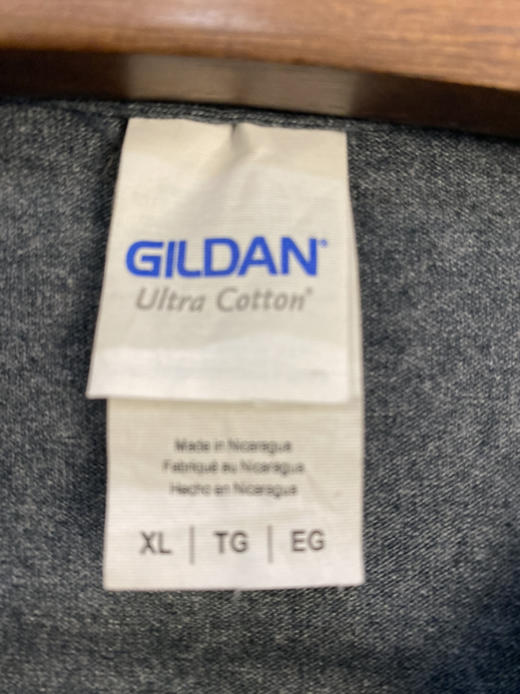 GILDAN®
Ultra Cotton®
Made in Nicaragua
Fabriqué au Nicaragua
Hecho en Nicaragua
XL | TG | EG